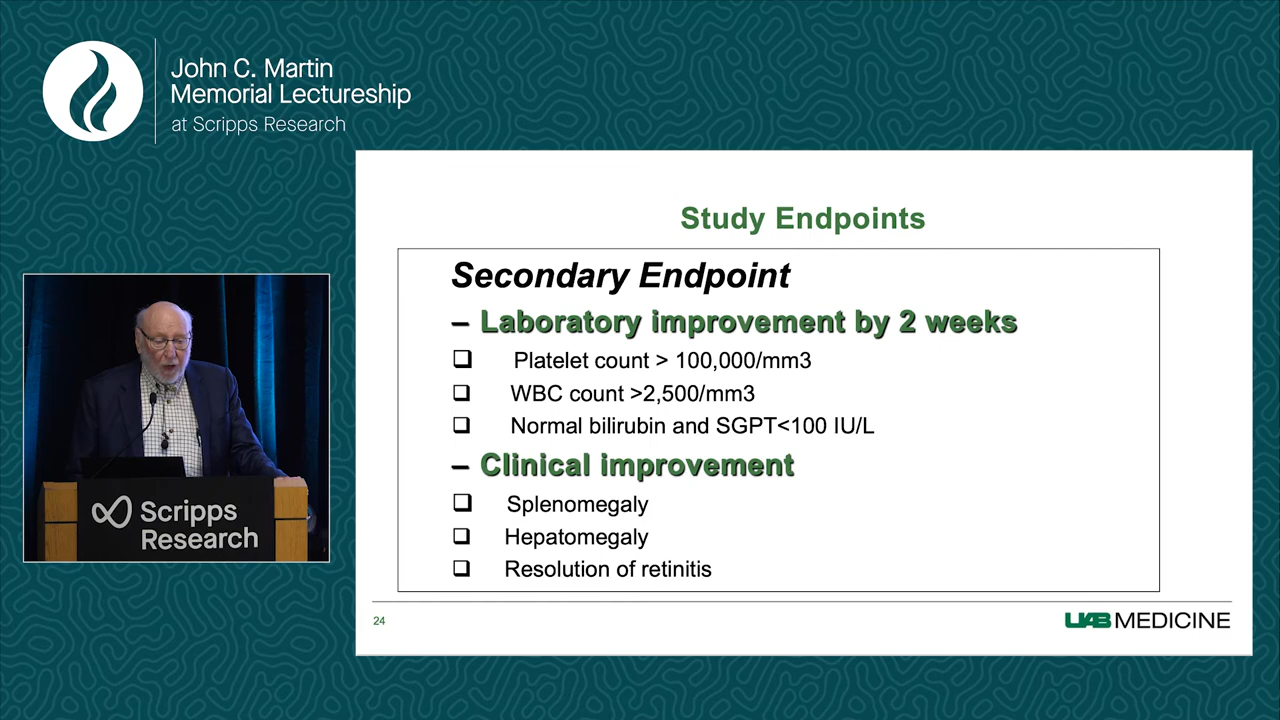 John C. Martin
Memorial Lectureship
at Scripps Research
Study Endpoints
Secondary Endpoint
– Laboratory improvement by 2 weeks
❑ Platelet count > 100,000/mm3
❑ WBC count >2,500/mm3
❑ Normal bilirubin and SGPT<100 IU/L
– Clinical improvement
❑ Splenomegaly
❑ Hepatomegaly
❑ Resolution of retinitis
24
UAB MEDICINE
Scripps
Research